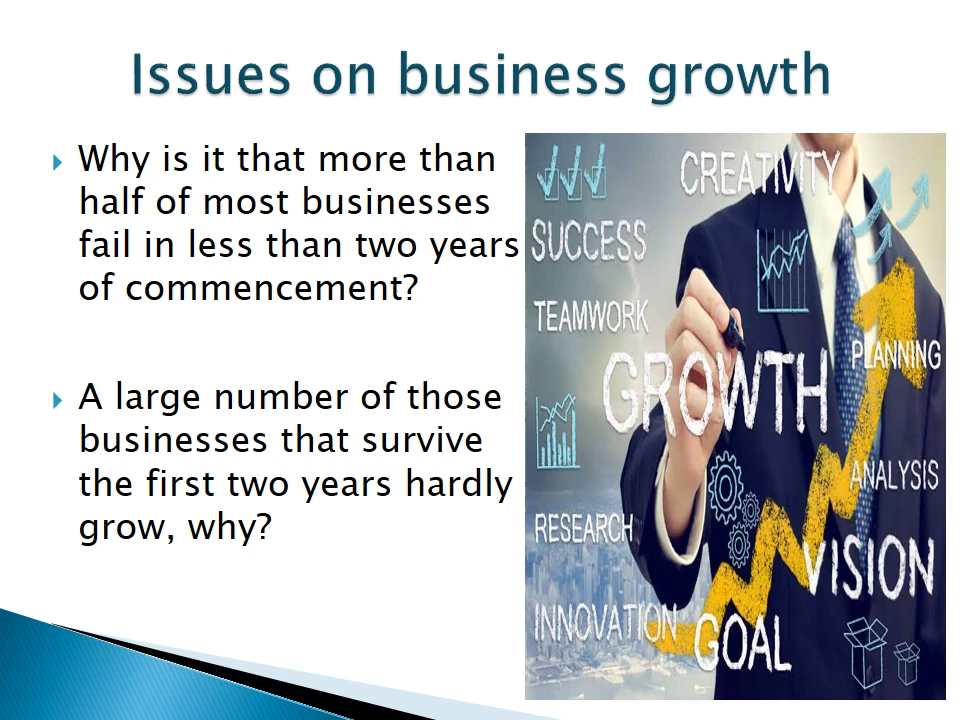 Issues on business growth
Why is it that more than
half of most businesses
fail in less than two years
of commencement?
A large number of those
businesses that survive
the first two years hardly
grow, why?
CREATIVITY
SUCCESS
TEAMWORK
GROWTH
PLANNING
ANALYSIS
RESEARCH
VISION
INNOVATION
GOAL